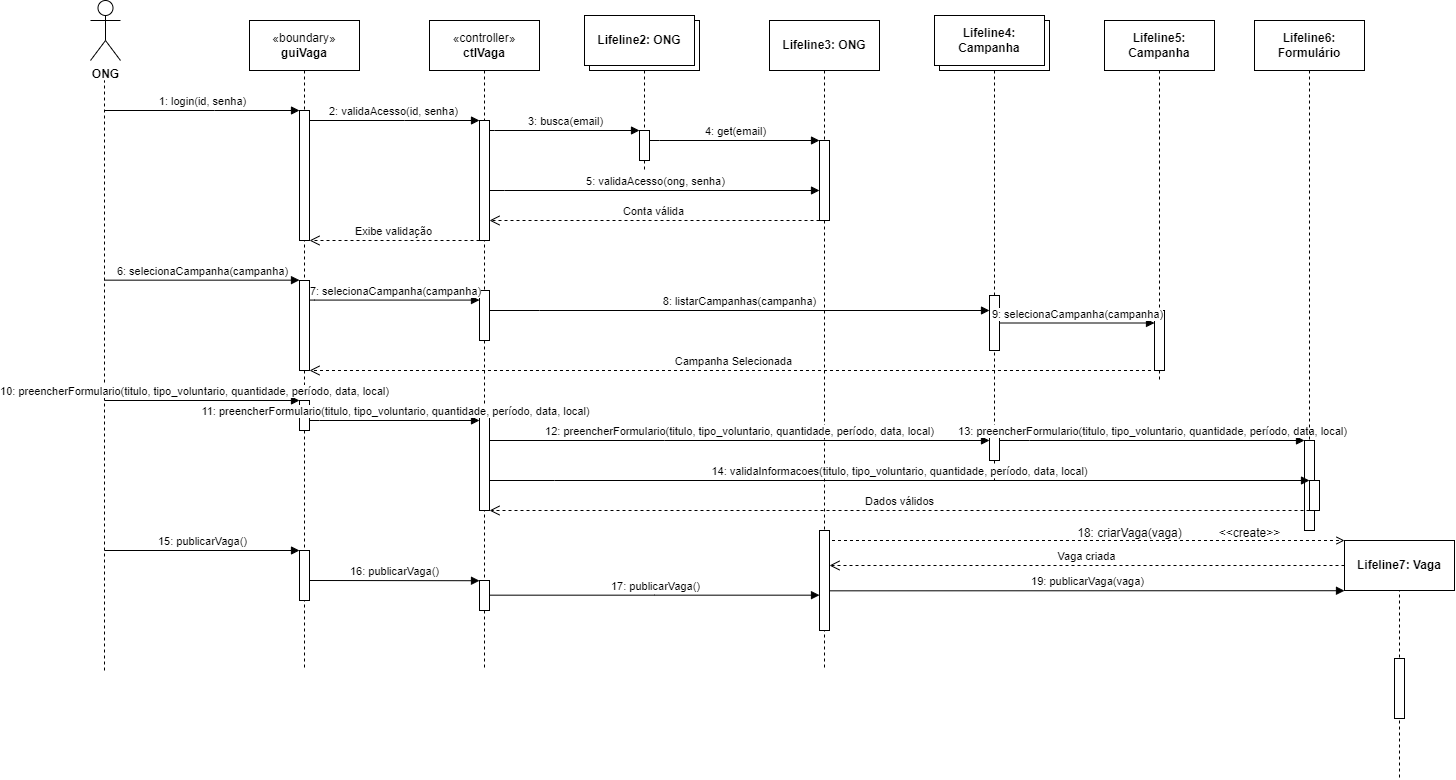 ONG
«boundary»
guiVaga
«controller»
ctlVaga
Lifeline2: ONG
Lifeline3: ONG
Lifeline4:
Campanha
Lifeline5:
Campanha
Lifeline6:
Formulário
1: login(id, senha)
2: validaAcesso(id, senha)
3: busca(email)
4: get(email)
5: validaAcesso(ong, senha)
Conta válida
Exibe validação
6: selecionaCampanha(campanha)
7: selecionaCampanha(campanha)
8: listarCampanhas(campanha)
9: selecionaCampanha(campanha)
Campanha Selecionada
10: preencherFormulario(titulo, tipo_voluntario, quantidade, período, data, local)
11: preencherFormulario(titulo, tipo_voluntario, quantidade, período, data, local)
12: preencherFormulario(titulo, tipo_voluntario, quantidade, período, data, local)
13: preencherFormulario(titulo, tipo_voluntario, quantidade, período, data, local)
14: validaInformacoes(titulo, tipo_voluntario, quantidade, período, data, local)
Dados válidos
15: publicarVaga()
18: criarVaga(vaga) <<create>>
Vaga criada
Lifeline7: Vaga
16: publicarVaga()
17: publicarVaga()
19: publicarVaga(vaga)